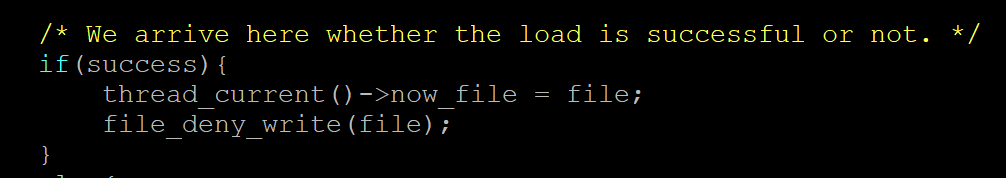 /* We arrive here whether the load is successful or not. */
if(success){
thread_current()->now_file = file;
file_deny_write(file);
}